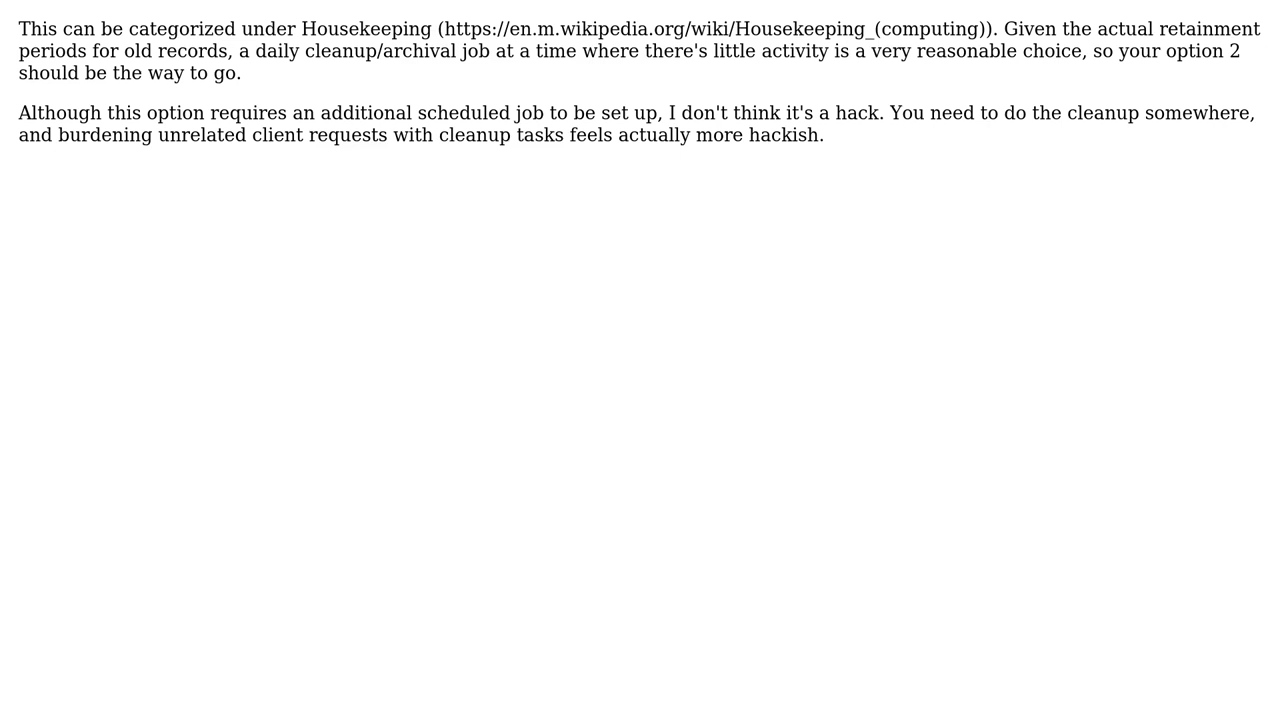 This can be categorized under Housekeeping (https://en.m.wikipedia.org/wiki/Housekeeping_(computing)). Given the actual retainment
periods for old records, a daily cleanup/archival job at a time where there's little activity is a very reasonable choice, so your option 2
should be the way to go.
Although this option requires an additional scheduled job to be set up, I don't think it's a hack. You need to do the cleanup somewhere,
and burdening unrelated client requests with cleanup tasks feels actually more hackish.